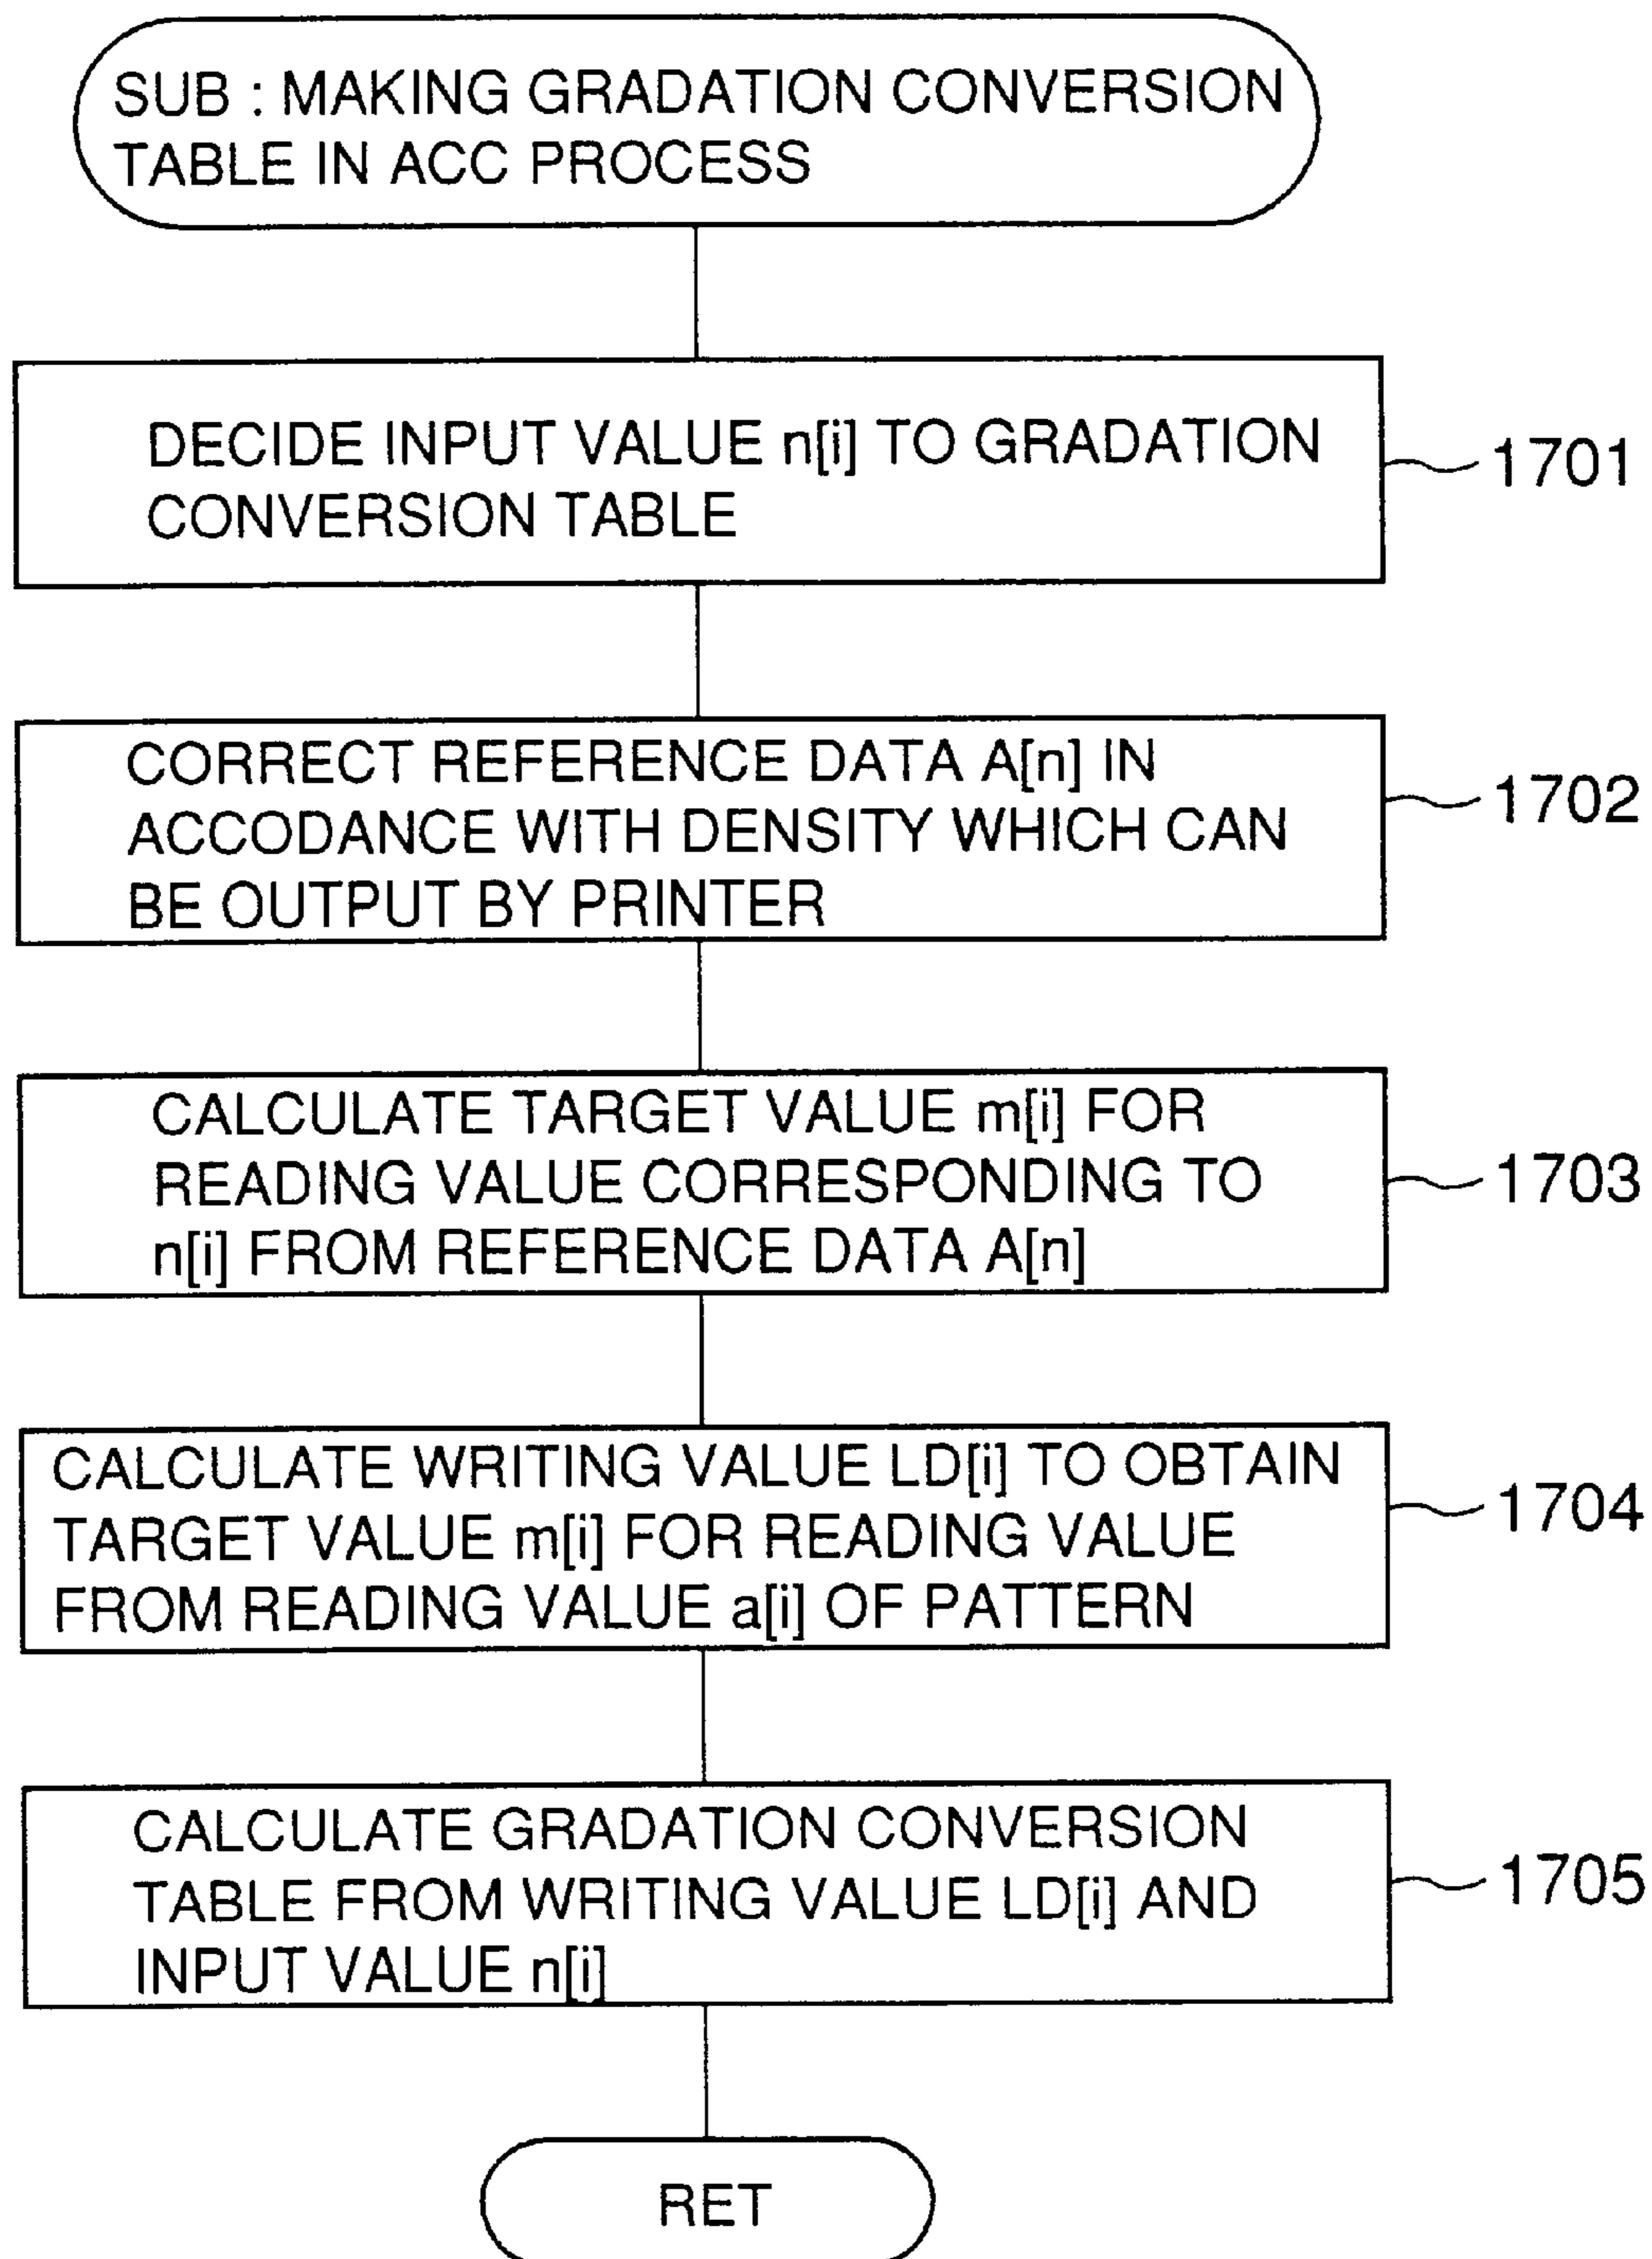 SUB : MAKING GRADATION CONVERSION
TABLE IN ACC PROCESS
DECIDE INPUT VALUE n[i] TO GRADATION
CONVERSION TABLE
1701
CORRECT REFERENCE DATA A[n] IN
ACCODANCE WITH DENSITY WHICH CAN
BE OUTPUT BY PRINTER
1702
CALCULATE TARGET VALUE m[i] FOR
READING VALUE CORRESPONDING TO
n[i] FROM REFERENCE DATA A[n]
1703
CALCULATE WRITING VALUE LD[i] TO OBTAIN
TARGET VALUE m[i] FOR READING VALUE
FROM READING VALUE a[i] OF PATTERN
1704
CALCULATE GRADATION CONVERSION
TABLE FROM WRITING VALUE LD[i] AND
INPUT VALUE n[i]
1705
RET